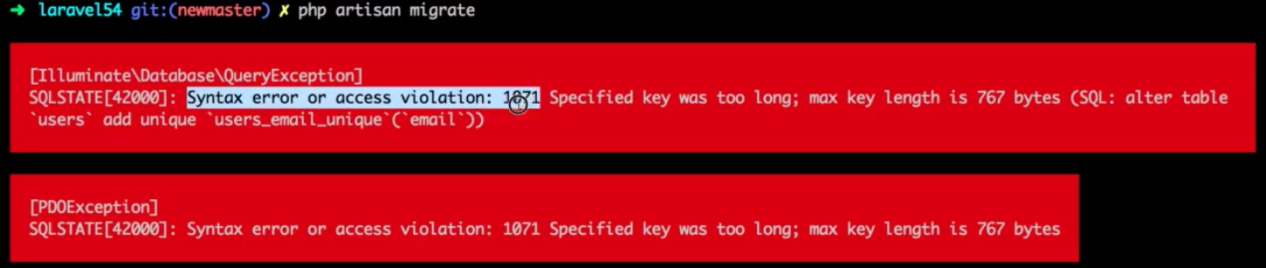 ➜ laravel54 git:(newmaster) ✗ php artisan migrate
[Illuminate\Database\QueryException]
SQLSTATE[42000]: Syntax error or access violation: 1071 Specified key was too long; max key length is 767 bytes (SQL: alter table
`users` add unique `users_email_unique`(`email`))
[PDOException]
SQLSTATE[42000]: Syntax error or access violation: 1071 Specified key was too long; max key length is 767 bytes